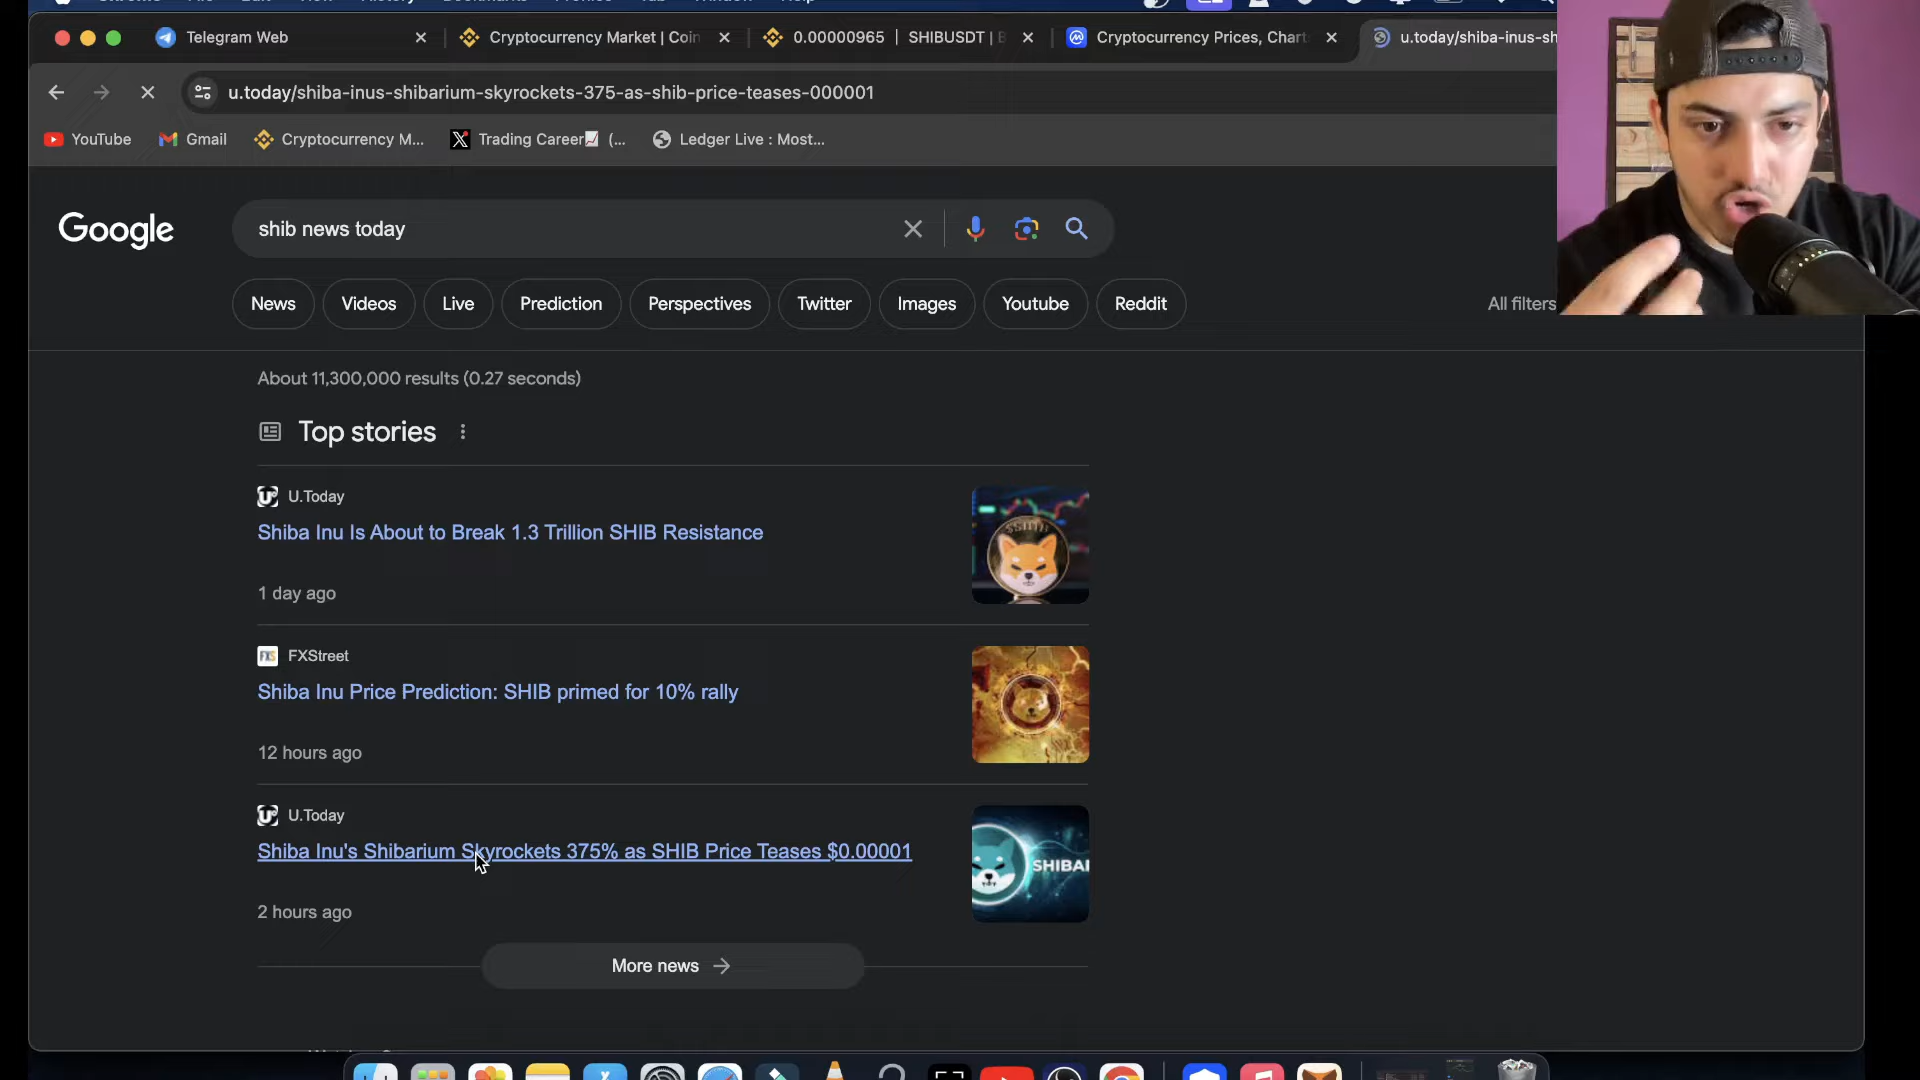 Telegram Web
Cryptocurrency Market | Coin
0.00000965 | SHIBUSDT | B
Cryptocurrency Prices, Chart
u.today/shiba-inus-sh
u.today/shiba-inus-shibarium-skyrockets-375-as-shib-price-teases-000001
YouTube
Gmail
Cryptocurrency M...
Trading Career📈 (...
Ledger Live : Most...
Google
shib news today
News
Videos
Live
Prediction
Perspectives
Twitter
Images
Youtube
Reddit
All filters
About 11,300,000 results (0.27 seconds)
Top stories
U.Today
Shiba Inu Is About to Break 1.3 Trillion SHIB Resistance
1 day ago
FXStreet
Shiba Inu Price Prediction: SHIB primed for 10% rally
12 hours ago
U.Today
Shiba Inu's Shibarium Skyrockets 375% as SHIB Price Teases $0.00001
SHIBA
2 hours ago
More news